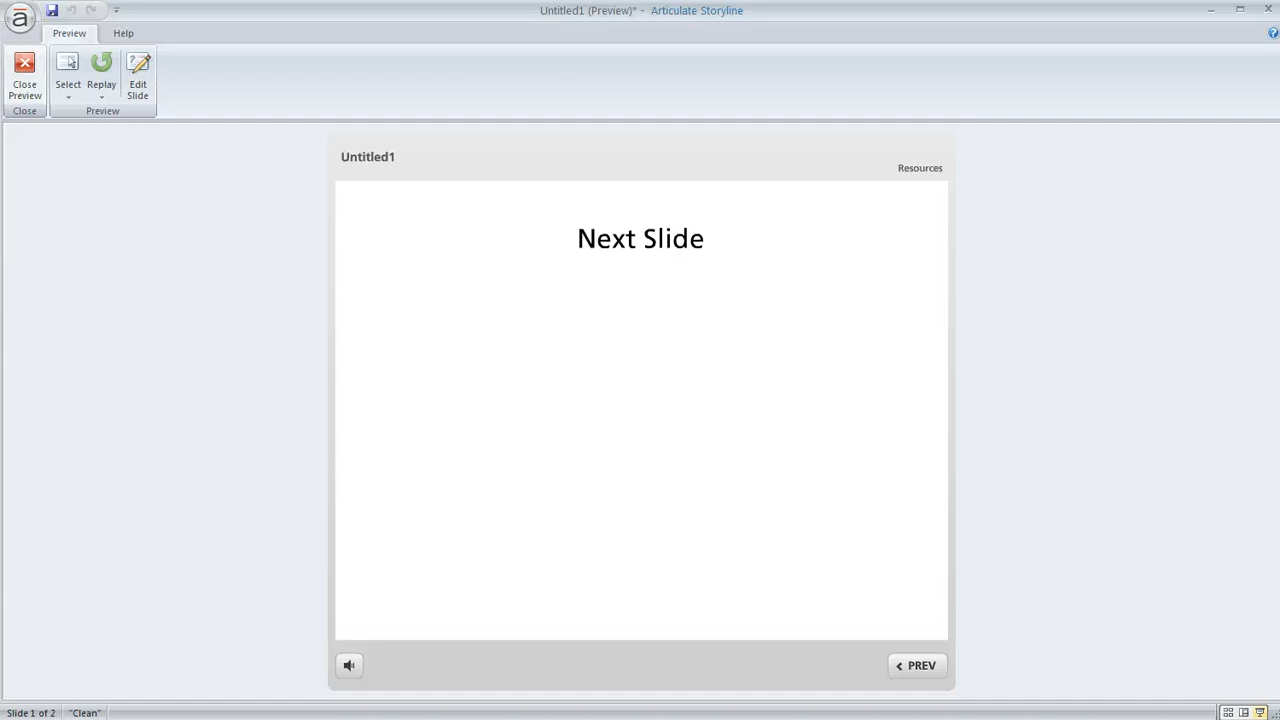 Untitled1 (Preview)* - Articulate Storyline
Preview Help
Close Preview
Select
Replay
Edit Slide
Close
Preview
Untitled1
Resources
Next Slide
PREV
Slide 1 of 2 "Clean"